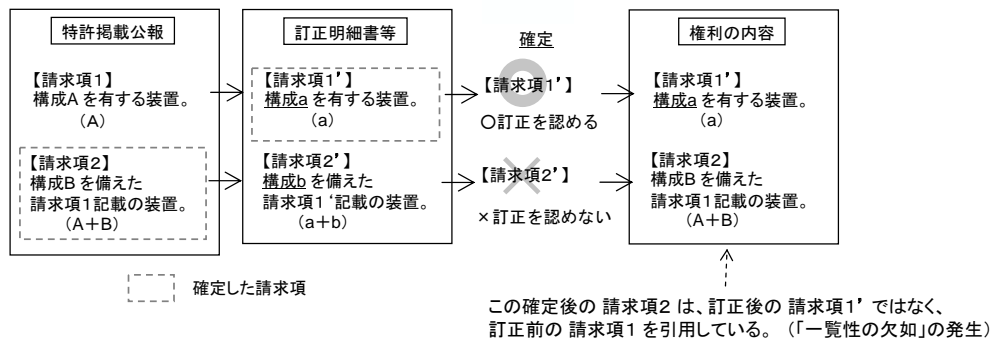 特許掲載公報
【請求項1】
構成Aを有する装置。
(A)
【請求項2】
構成Bを備えた
請求項1記載の装置。
(A+B)
訂正明細書等
【請求項1’】
構成aを有する装置。
(a)
【請求項2’】
構成bを備えた
請求項1‘記載の装置。
(a+b)
確定
【請求項1’】
○訂正を認める
【請求項2’】
×訂正を認めない
権利の内容
【請求項1’】
構成aを有する装置。
(a)
【請求項2】
構成Bを備えた
請求項1記載の装置。
(A+B)
確定した請求項
この確定後の 請求項2 は、訂正後の 請求項1’ ではなく、
訂正前の 請求項1 を引用している。 (「一覧性の欠如」の発生)